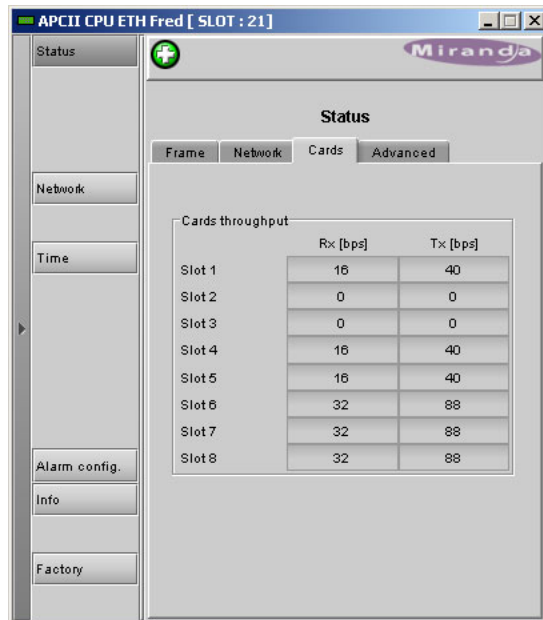 APCII CPU ETH Fred [ SLOT : 21]
Status
Miranda
Status
Frame Network Cards Advanced
Network
Cards throughput
Rx [bps] Tx [bps]
Time
Slot 1 16 40
Slot 2 0 0
Slot 3 0 0
Slot 4 16 40
Slot 5 16 40
Slot 6 32 88
Slot 7 32 88
Slot 8 32 88
Alarm config.
Info
Factory